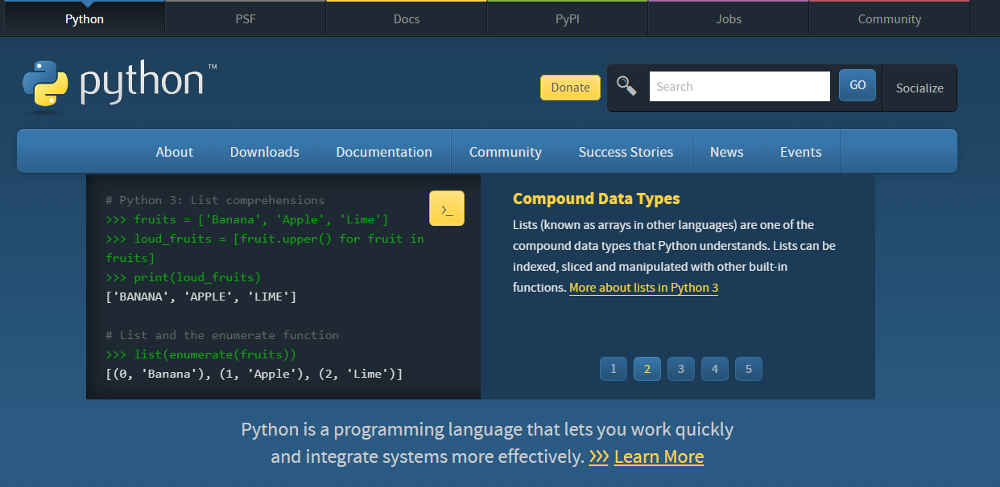 Python PSF Docs PyPI Jobs Community
python™
Donate Search GO Socialize
About Downloads Documentation Community Success Stories News Events
# Python 3: List comprehensions
>>> fruits = ['Banana', 'Apple', 'Lime']
>>> loud_fruits = [fruit.upper() for fruit in
fruits]
>>> print(loud_fruits)
['BANANA', 'APPLE', 'LIME']
# List and the enumerate function
>>> list(enumerate(fruits))
[(0, 'Banana'), (1, 'Apple'), (2, 'Lime')]
>_
Compound Data Types
Lists (known as arrays in other languages) are one of the
compound data types that Python understands. Lists can be
indexed, sliced and manipulated with other built-in
functions. More about lists in Python 3
1 2 3 4 5
Python is a programming language that lets you work quickly
and integrate systems more effectively. >>> Learn More